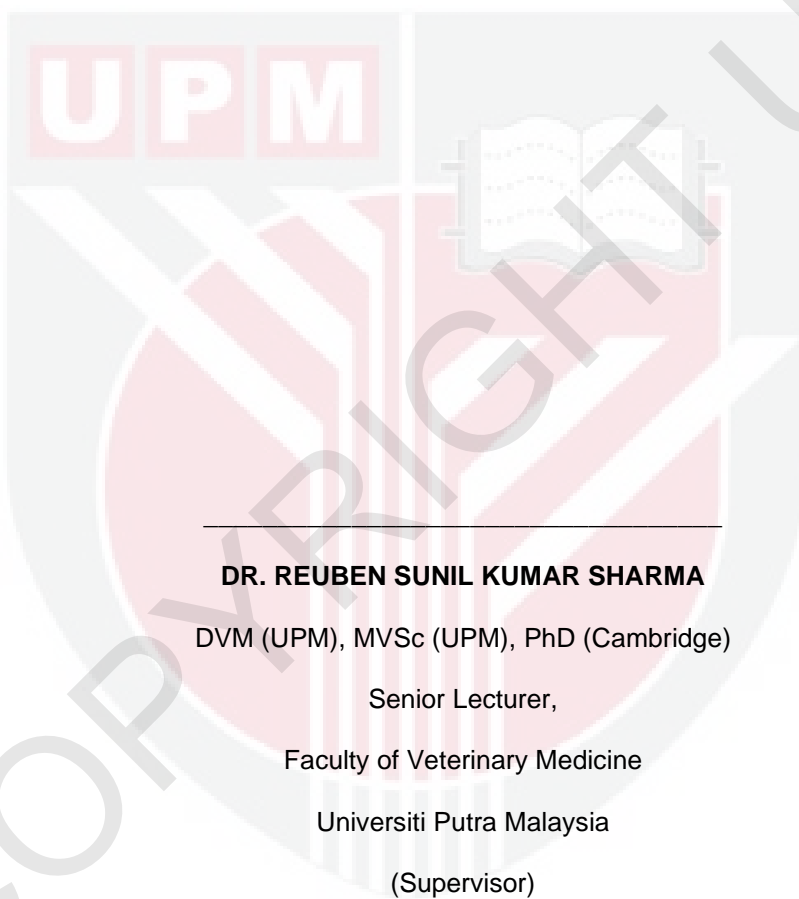 UPM
COPYRIGHT U
DR. REUBEN SUNIL KUMAR SHARMA
DVM (UPM), MVSc (UPM), PhD (Cambridge)
Senior Lecturer,
Faculty of Veterinary Medicine
Universiti Putra Malaysia
(Supervisor)